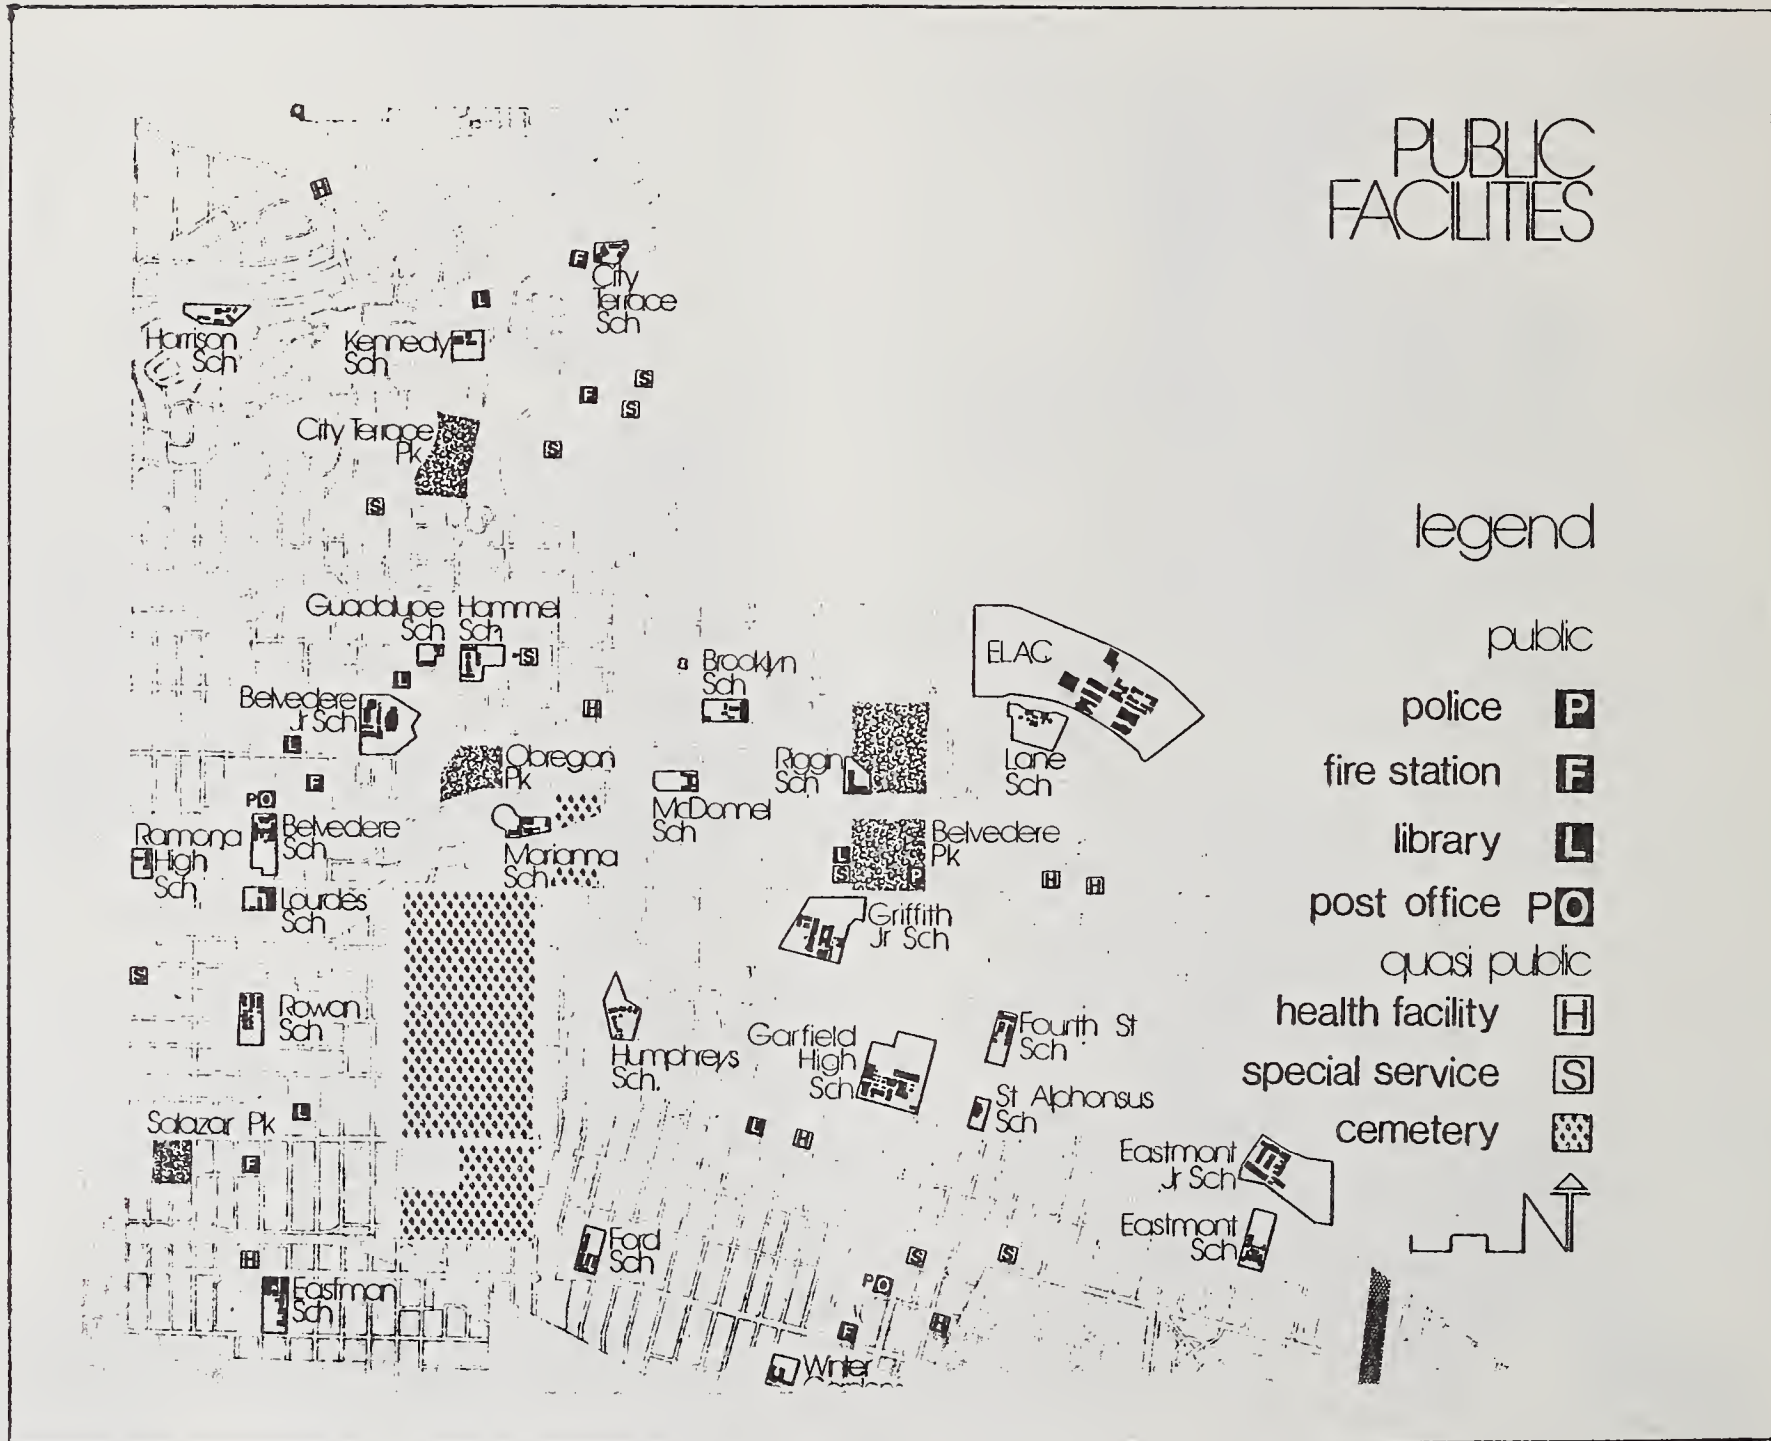 PUBLIC
FACILITIES
H
F
City
Terrace
Sch
L
Harrison
Sch
Kennedy
Sch
S
F
S
City Terrace
Pk
S
S
Guadalupe
Sch
Hammel
Sch
S
L
Brooklyn
Sch
ELAC
Belvedere
Jr Sch
H
L
Obregon
Pk
Riggin
Sch
Lane
Sch
F
PO
McDonnel
Sch
Ramona
High
Sch
Belvedere
Sch
Marianna
Sch
Belvedere
Pk
L
S
P
H
H
Lourdes
Sch
Griffith
Jr Sch
S
Rowan
Sch
Humphreys
Sch.
Garfield
High
Sch
Fourth St
Sch
St Alphonsus
Sch
L
Salazar Pk
L
H
F
Eastmont
Jr Sch
Eastmont
Sch
Ford
Sch
H
S
S
PO
Eastman
Sch
F
H
Winter
legend
public
police P
fire station F
library L
post office PO
quasi public
health facility H
special service S
cemetery
N